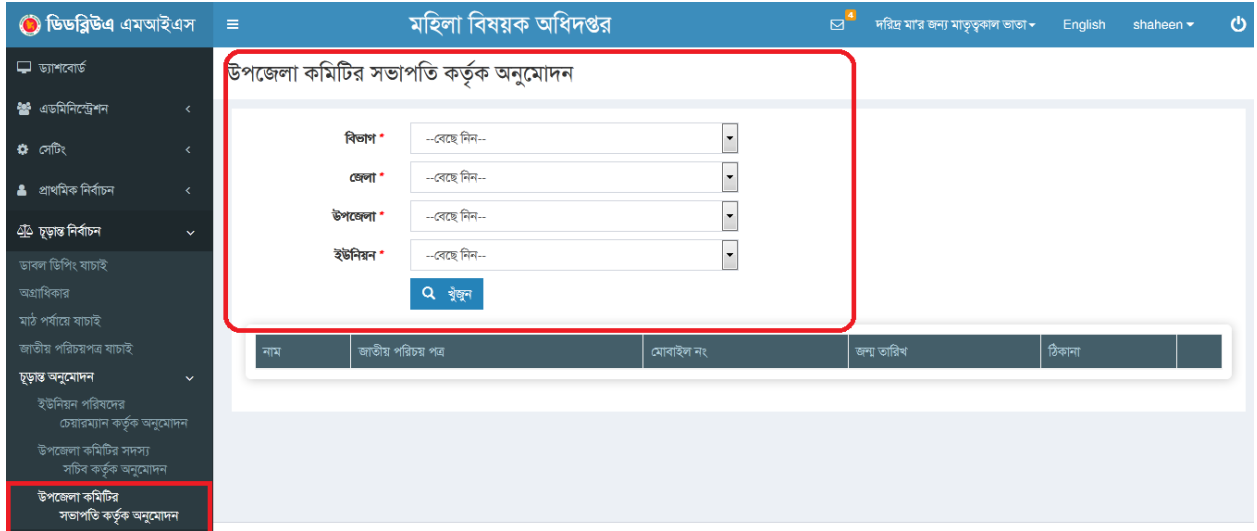 ডিডব্লিউএ এমআইএস
মহিলা বিষয়ক অধিদপ্তর
4
দরিদ্র মা'র জন্য মাতৃত্বকাল ভাতা
English
shaheen
ড্যাশবোর্ড
এডমিনিস্ট্রেশন
সেটিং
প্রাথমিক নির্বাচন
চূড়ান্ত নির্বাচন
ডাবল ডিপিং যাচাই
অগ্রাধিকার
মাঠ পর্যায়ে যাচাই
জাতীয় পরিচয়পত্র যাচাই
চূড়ান্ত অনুমোদন
ইউনিয়ন পরিষদের
চেয়ারম্যান কর্তৃক অনুমোদন
উপজেলা কমিটির সদস্য
সচিব কর্তৃক অনুমোদন
উপজেলা কমিটির
সভাপতি কর্তৃক অনুমোদন
উপজেলা কমিটির সভাপতি কর্তৃক অনুমোদন
বিভাগ * --বেছে নিন--
জেলা * --বেছে নিন--
উপজেলা * --বেছে নিন--
ইউনিয়ন * --বেছে নিন--
খুঁজুন
নাম জাতীয় পরিচয় পত্র মোবাইল নং জন্ম তারিখ ঠিকানা